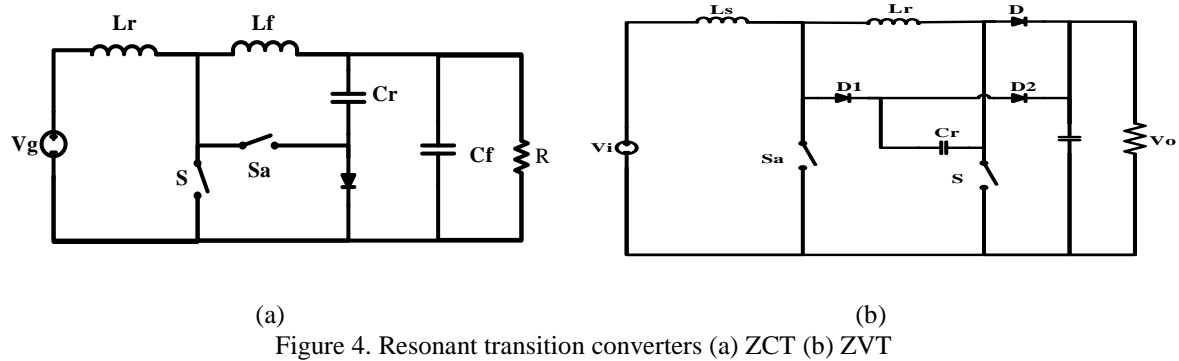 Lr Lf
Cr
Vg
Sa
S
Cf
R
Ls Lr D
D1 D2
Cr
Vi
Sa
S
Vo
(a) (b)
Figure 4. Resonant transition converters (a) ZCT (b) ZVT